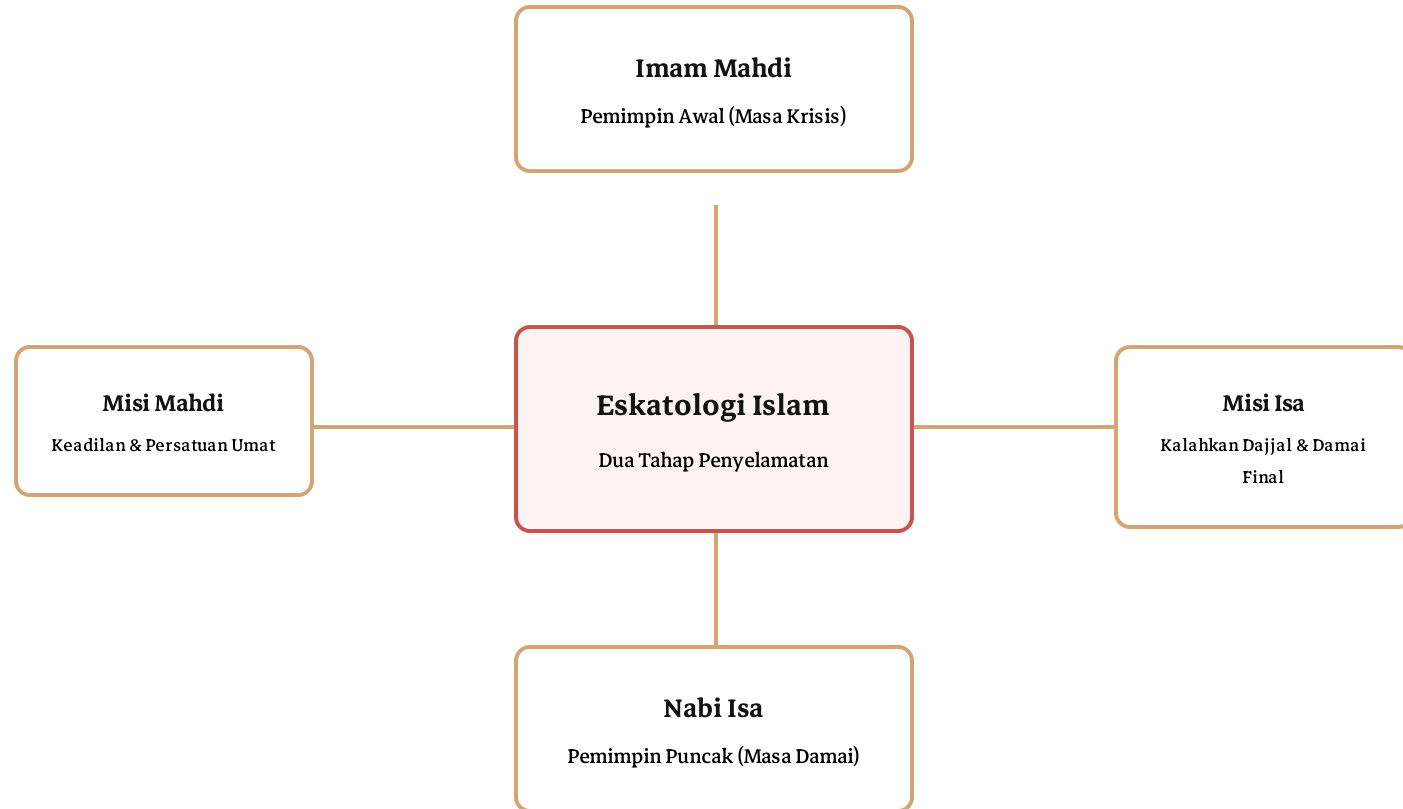 Imam Mahdi
Pemimpin Awal (Masa Krisis)
Misi Mahdi
Keadilan & Persatuan Umat
Eskatologi Islam
Dua Tahap Penyelamatan
Misi Isa
Kalahkan Dajjal & Damai
Final
Nabi Isa
Pemimpin Puncak (Masa Damai)